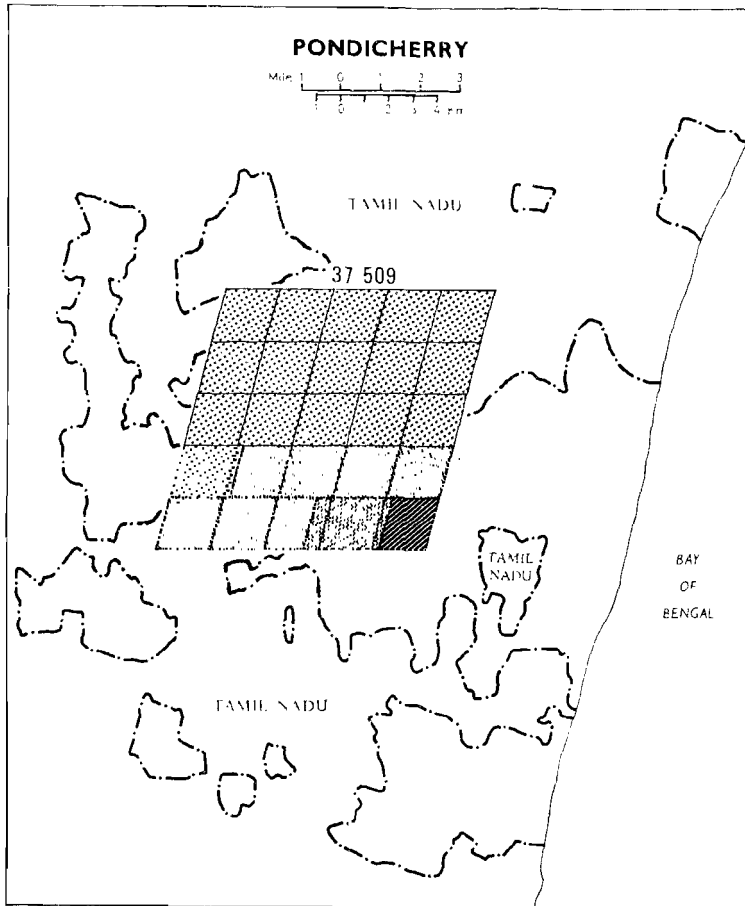 PONDICHERRY
Mile 1 0 1 2 3
1 0 2 3 4 Km
TAMIL NADU
37 509
TAMIL
NADU
BAY
OF
BENGAL
TAMIL NADU